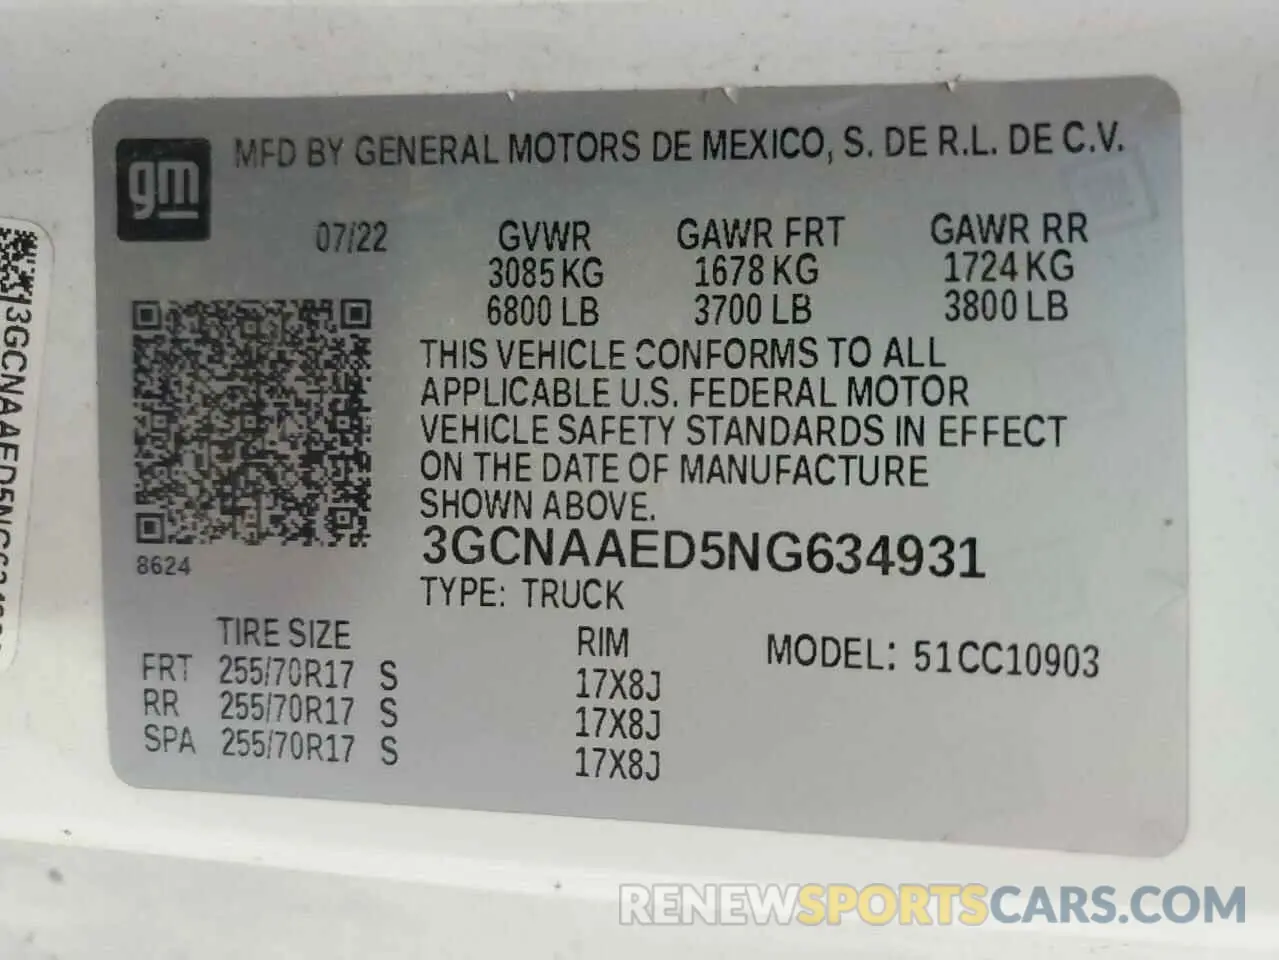 gm
MFD BY GENERAL MOTORS DE MEXICO, S. DE R.L. DE C.V.
07/22 GVWR GAWR FRT GAWR RR
3085 KG 1678 KG 1724 KG
6800 LB 3700 LB 3800 LB
THIS VEHICLE CONFORMS TO ALL
APPLICABLE U.S. FEDERAL MOTOR
VEHICLE SAFETY STANDARDS IN EFFECT
ON THE DATE OF MANUFACTURE
SHOWN ABOVE.
3GCNAAED5NG634931
8624
TYPE: TRUCK
TIRE SIZE RIM MODEL: 51CC10903
FRT 255/70R17 S 17X8J
RR 255/70R17 S 17X8J
SPA 255/70R17 S 17X8J
RENEWSPORTSCARS.COM